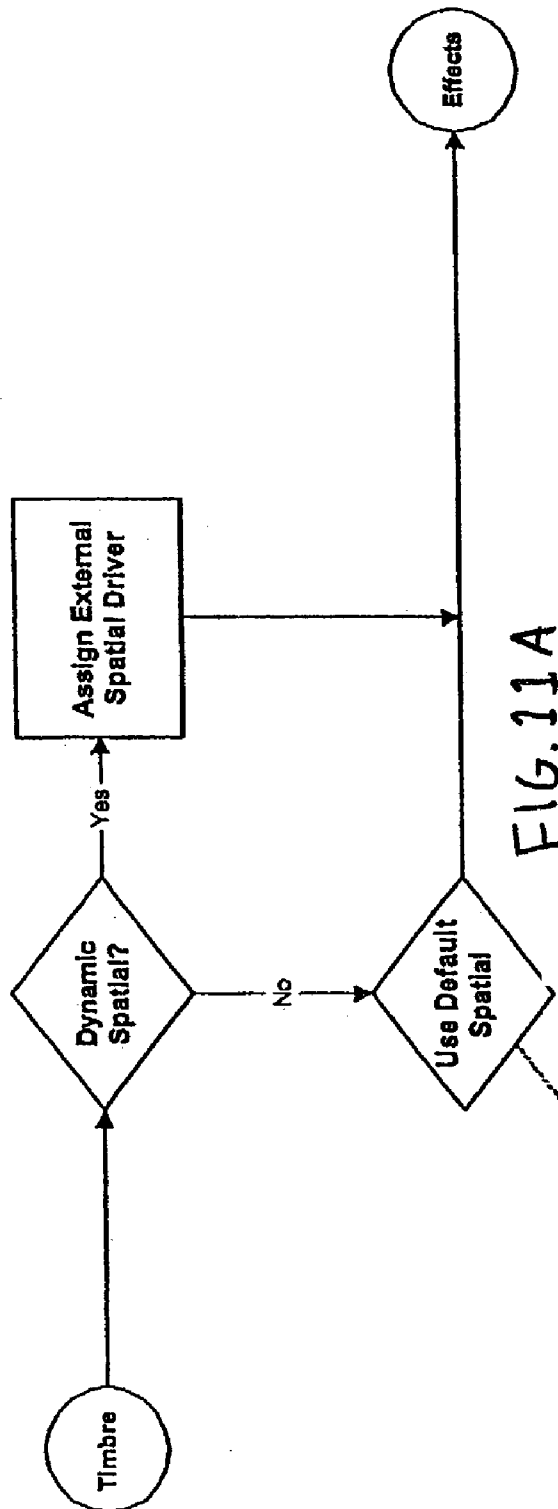 Timbre
Dynamic
Spatial?
Yes
Assign External
Spatial Driver
No
Use Default
Spatial
Effects
FIG. 11A